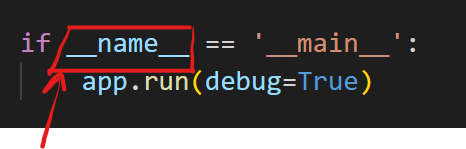 if __name__ == '__main__':
    app.run(debug=True)